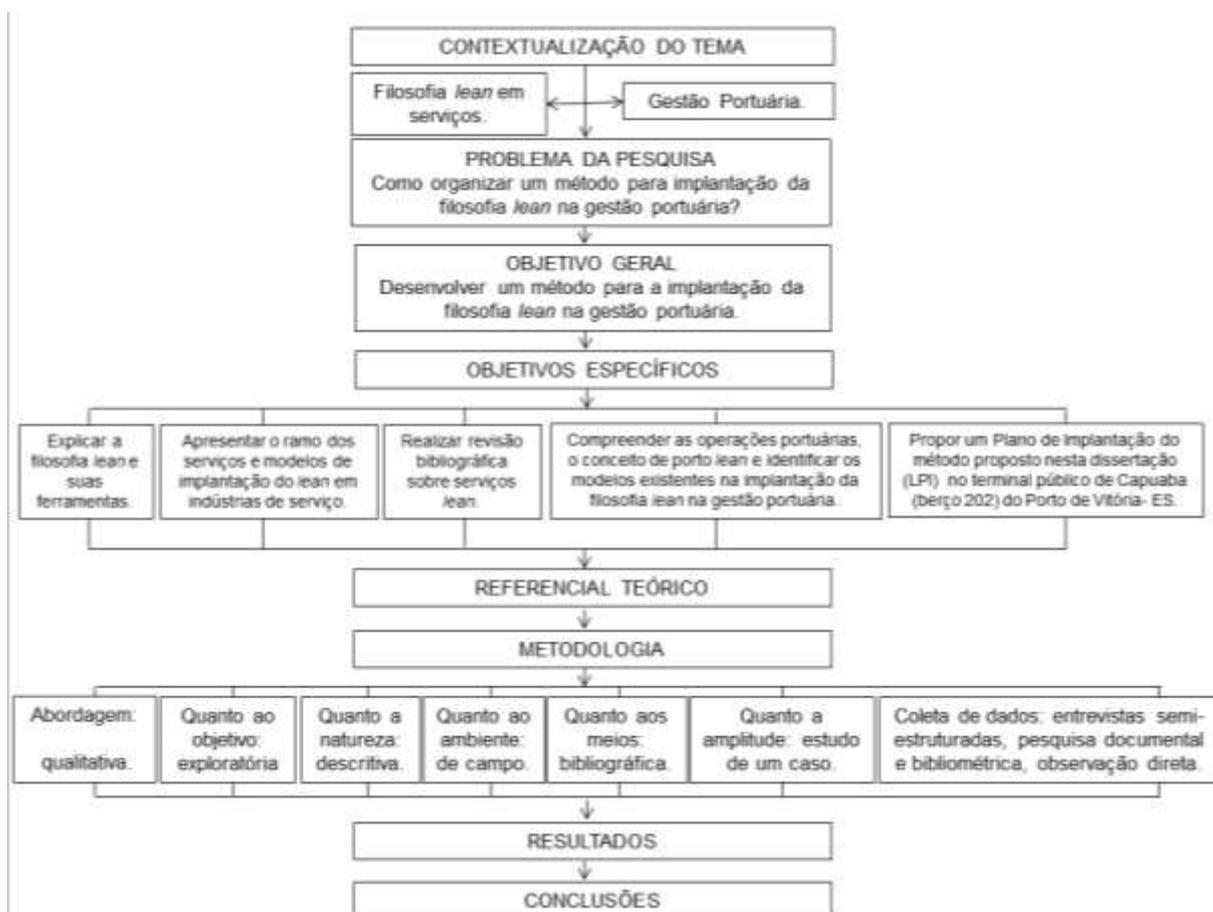 CONTEXTUALIZAÇÃO DO TEMA
Filosofia lean em
serviços.
Gestão Portuária.
PROBLEMA DA PESQUISA
Como organizar um método para implantação da
filosofia lean na gestão portuária?
OBJETIVO GERAL
Desenvolver um método para a implantação da
filosofia lean na gestão portuária.
OBJETIVOS ESPECÍFICOS
Explicar a
filosofia lean e
suas
ferramentas.
Apresentar o ramo dos
serviços e modelos de
implantação do lean em
indústrias de serviço.
Realizar revisão
bibliográfica
sobre serviços
lean.
Compreender as operações portuárias,
o conceito de porto lean e identificar os
modelos existentes na implantação da
filosofia lean na gestão portuária.
Propor um Plano de Implantação do
método proposto nesta dissertação
(LPI) no terminal público de Capuaba
(berço 202) do Porto de Vitória- ES.
REFERENCIAL TEÓRICO
METODOLOGIA
Abordagem:
qualitativa.
Quanto ao
objetivo:
exploratória
Quanto a
natureza:
descritiva.
Quanto ao
ambiente:
de campo.
Quanto aos
meios:
bibliográfica.
Quanto a
amplitude: estudo
de um caso.
Coleta de dados: entrevistas semi-
estruturadas, pesquisa documental
e bibliométrica, observação direta.
RESULTADOS
CONCLUSÕES